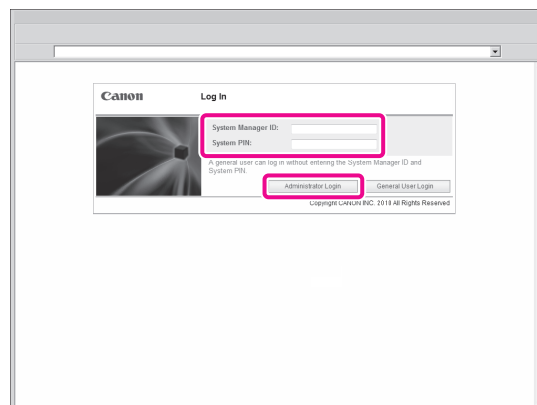 Canon
Log In
System Manager ID:
System PIN:
A general user can log in without entering the System Manager ID and
System PIN.
Administrator Login
General User Login
Copyright CANON INC. 2010 All Rights Reserved